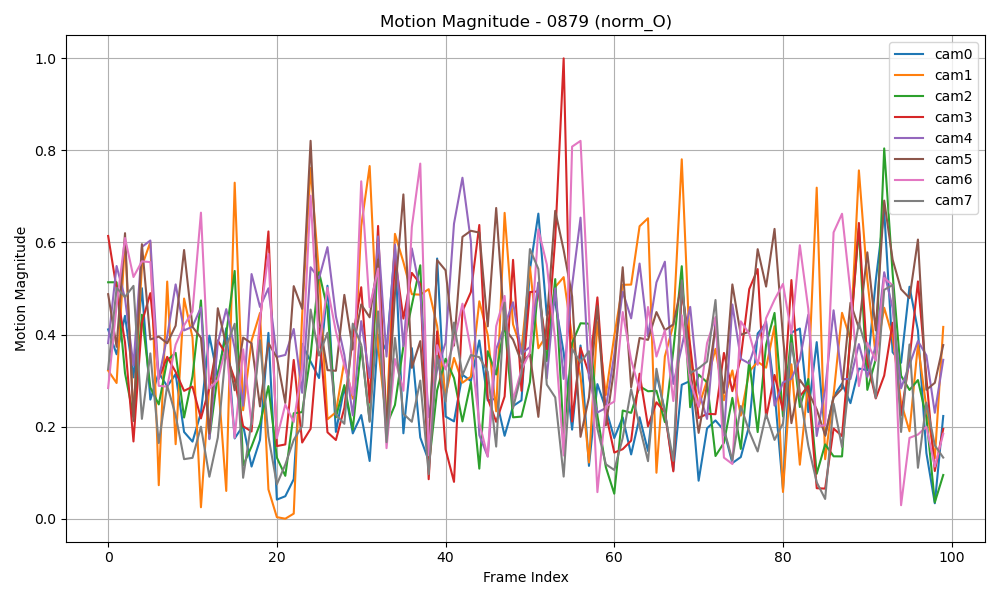 Motion Magnitude - 0879 (norm_O)
cam0
cam1
cam2
cam3
cam4
cam5
cam6
cam7
Motion Magnitude
1.0
0.8
0.6
0.4
0.2
0.0
0 20 40 60 80 100
Frame Index